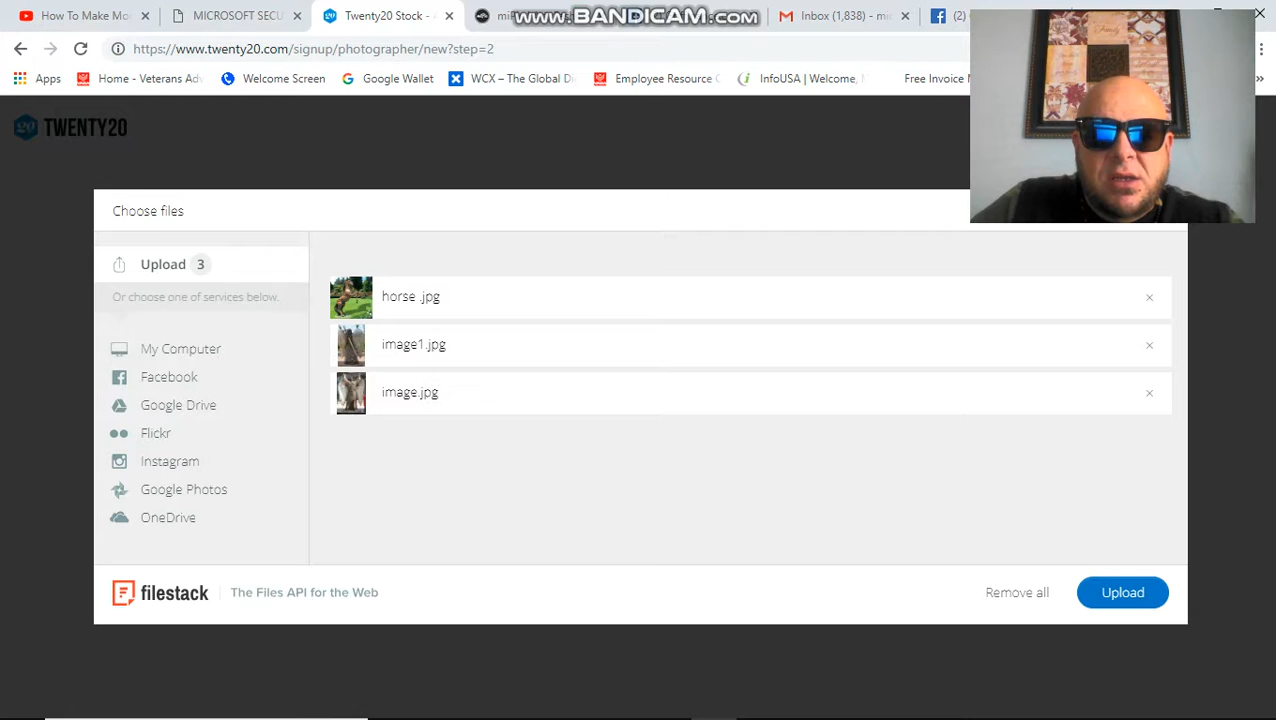 How To Make Mo
MICROSOFT SECU
Twenty20 Stock -
www.BANDICAM.com
Inbox (1,838) - mi
(2)
https://www.twenty20.com/signup/photographer/new?step=2
Apps
Home - Veterans Adv
Welcome Screen
Google Wallet
WCX – The Global Di
Employee Resource C
InfoUSA | Welcome,
Free Invoice M
20 TWENTY20
Choose files
Upload 3
Or choose one of services below.
My Computer
Facebook
Google Drive
Flickr
Instagram
Google Photos
OneDrive
horse .jpg
image1.jpg
image.jpg
filestack
The Files API for the Web
Remove all
Upload